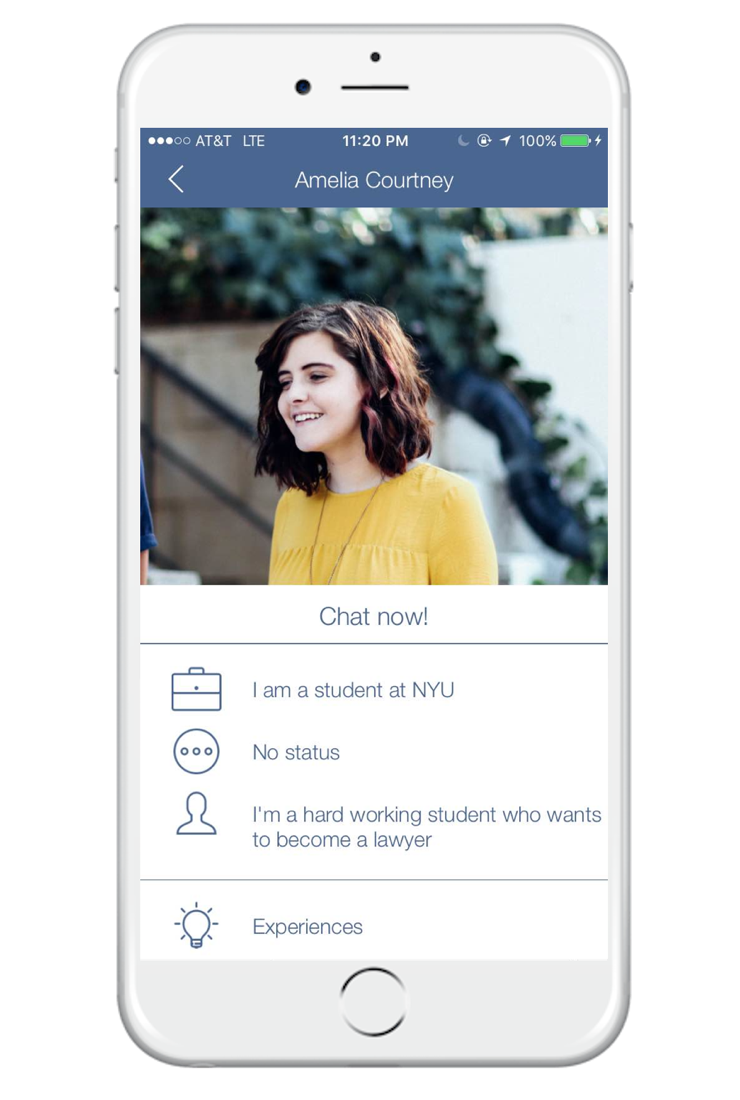 AT&T LTE 11:20 PM 100%
Amelia Courtney
Chat now!
I am a student at NYU
No status
I'm a hard working student who wants
to become a lawyer
Experiences